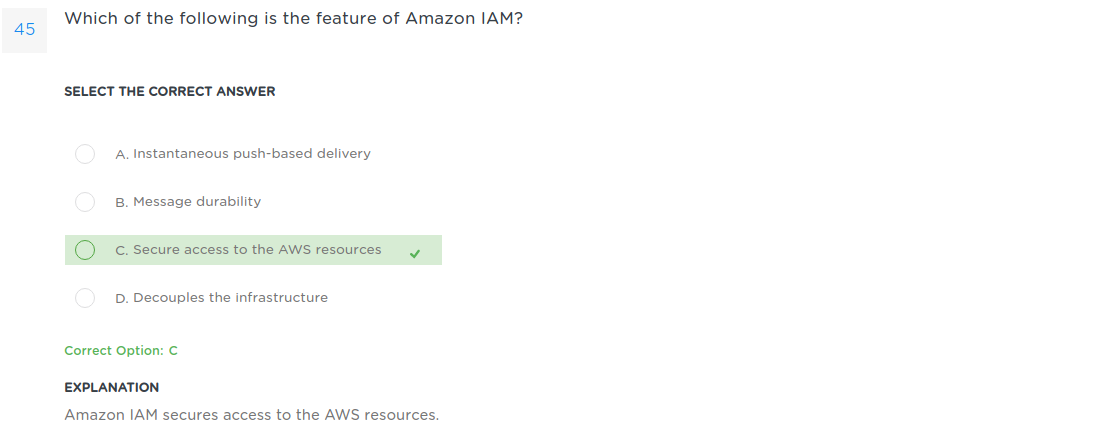 45
Which of the following is the feature of Amazon IAM?
SELECT THE CORRECT ANSWER
A. Instantaneous push-based delivery
B. Message durability
C. Secure access to the AWS resources
D. Decouples the infrastructure
Correct Option: C
EXPLANATION
Amazon IAM secures access to the AWS resources.